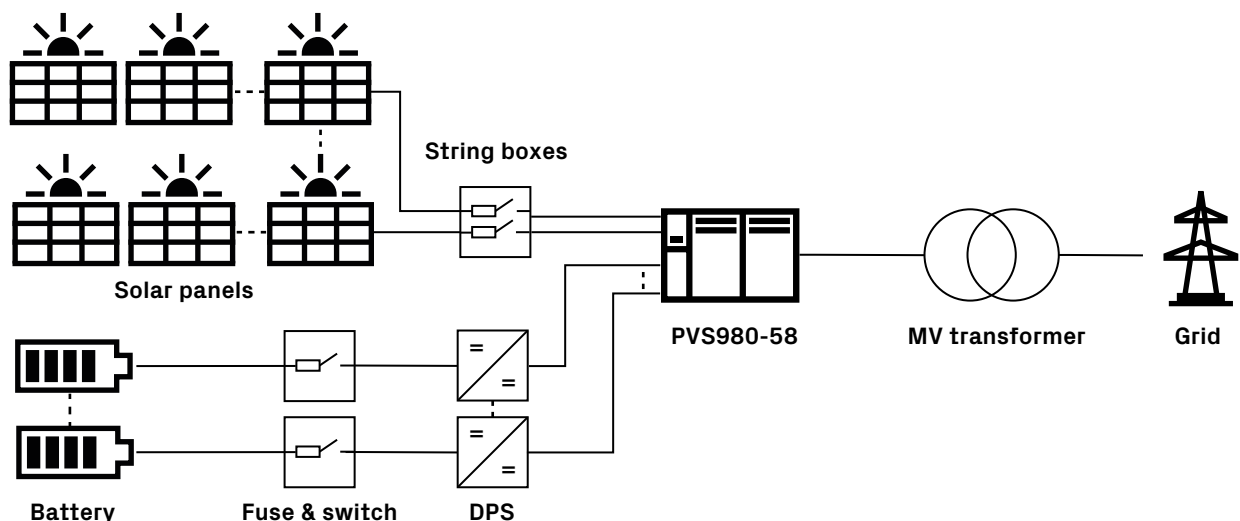 String boxes
Solar panels
PVS980-58
MV transformer
Grid
Battery
Fuse & switch
DPS